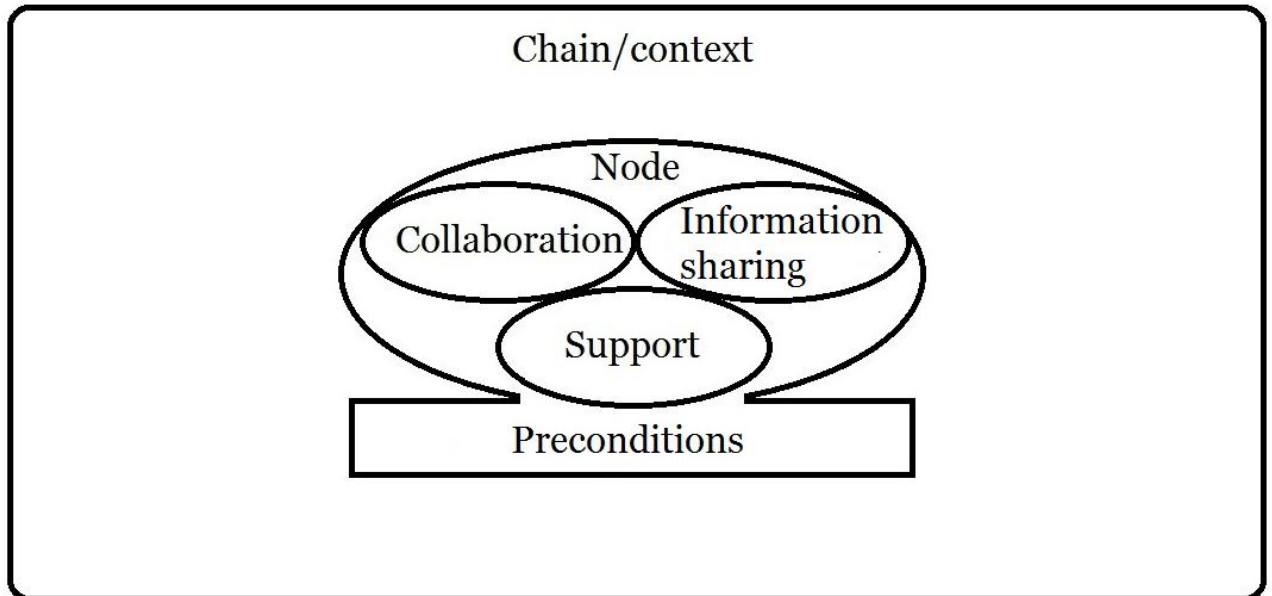 Chain/context
Node
Collaboration
Information
sharing
Support
Preconditions